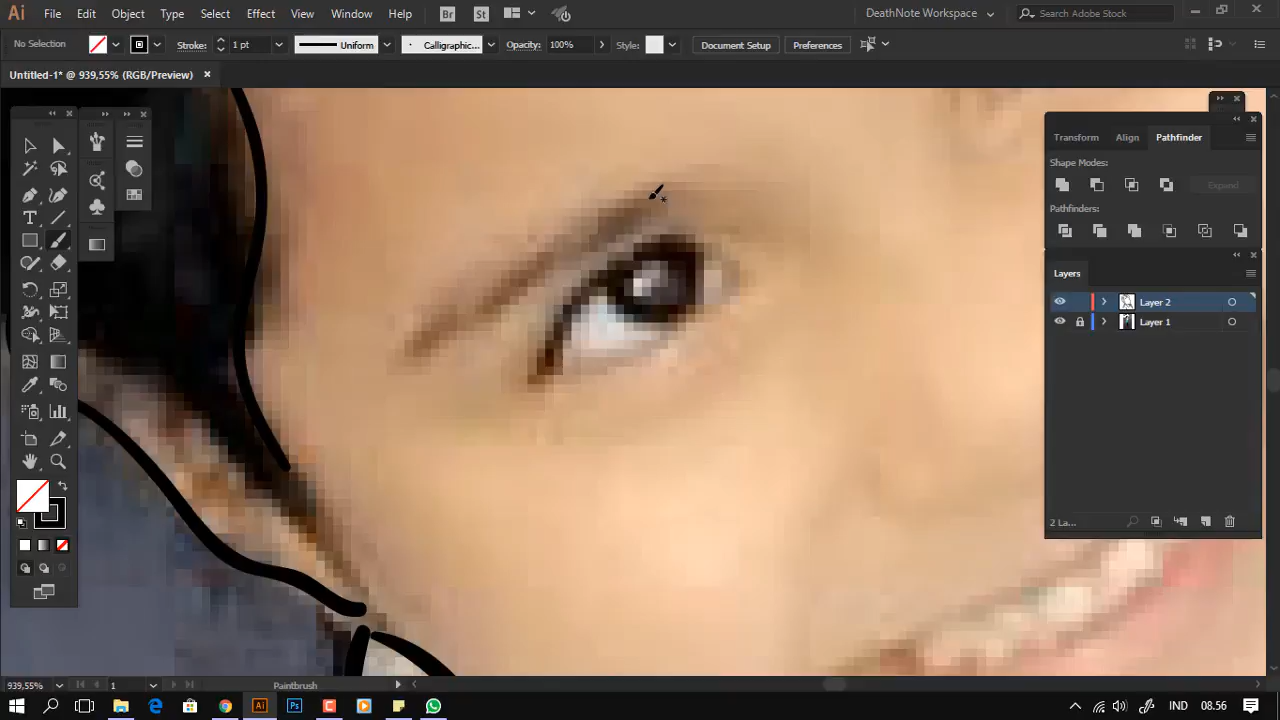 Ai File Edit Object Type Select Effect View Window Help Br St DeathNote Workspace Search Adobe Stock
No Selection Stroke: 1 pt Uniform Calligraphic... Opacity: 100% Style: Document Setup Preferences
Untitled-1* @ 939,55% (RGB/Preview)
Transform Align Pathfinder
Shape Modes:
Expand
Pathfinders:
Layers
Layer 2
Layer 1
2 La...
939,55% 1 Paintbrush
Ai Ps IND 08.56